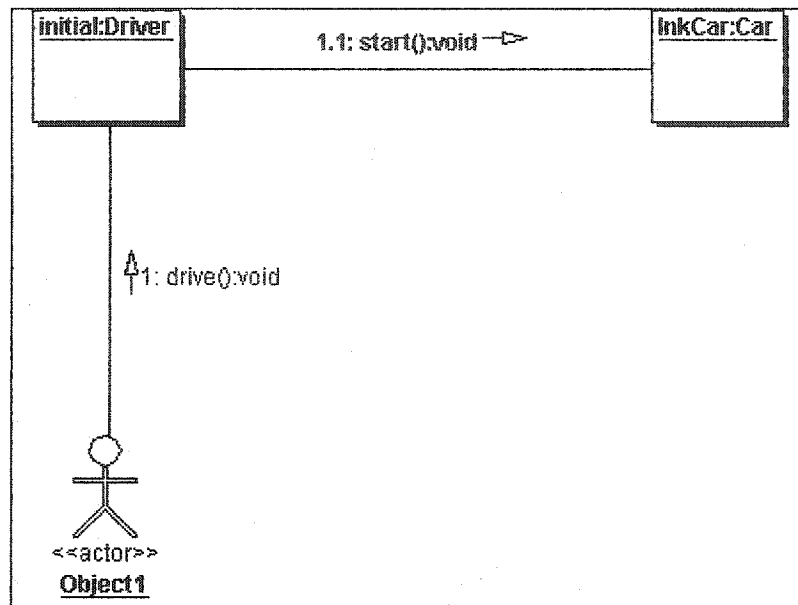 initial:Driver
1.1: start():void
lnkCar:Car
1: drive():void
<<actor>>
Object1